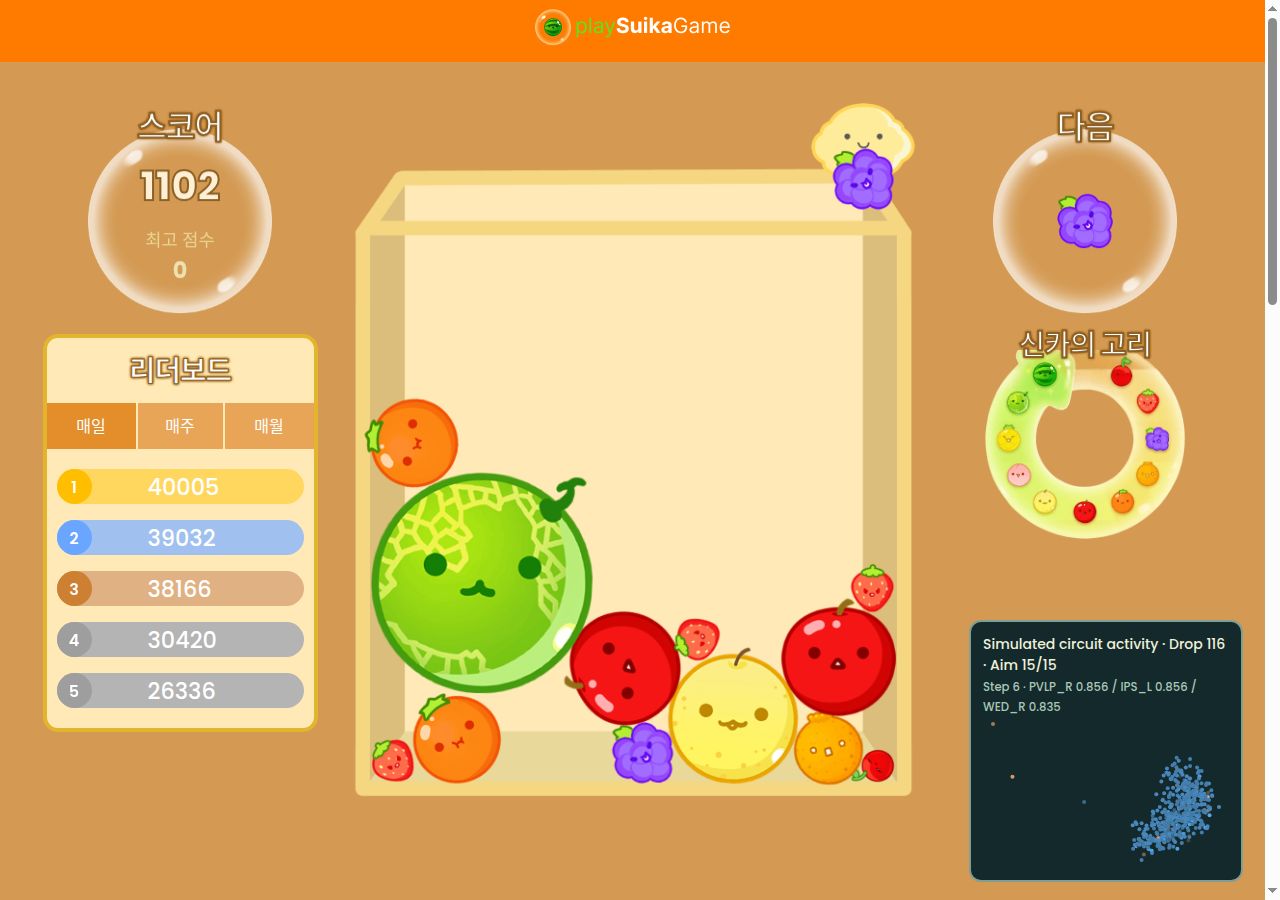 playSuikaGame
스코어
1102
최고 점수
0
다음
리더보드
매일 매주 매월
1 40005
2 39032
3 38166
4 30420
5 26336
신카의 고리
Simulated circuit activity · Drop 116
· Aim 15/15
Step 6 · PVLP_R 0.856 / IPS_L 0.856 /
WED_R 0.835